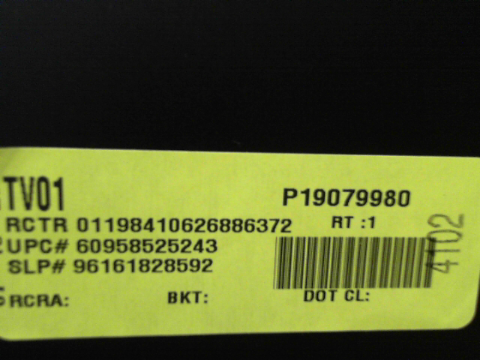 TV01 P19079980
RCTR 01198410626886372 RT :1
UPC# 60958525243
SLP# 96161828592
RCRA: BKT: DOT CL:
4102